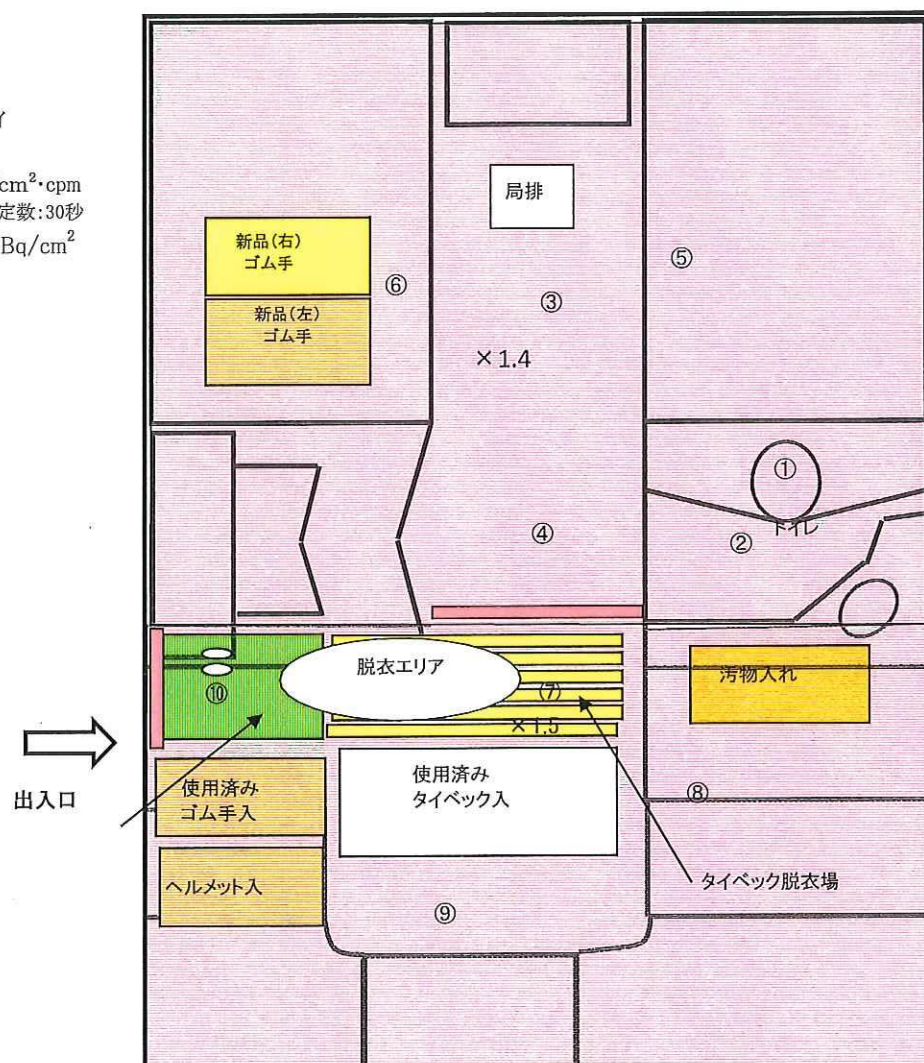 cm²･cpm
定数:30秒
Bq/cm²
局排
新品(右)
ゴム手
新品(左)
ゴム手
⑥
③
⑤
×1.4
①
トイレ
②
④
脱衣エリア
⑦
×1.5
⑩
汚物入れ
出入口
使用済み
ゴム手入
使用済み
タイベック入
⑧
ヘルメット入
タイベック脱衣場
⑨